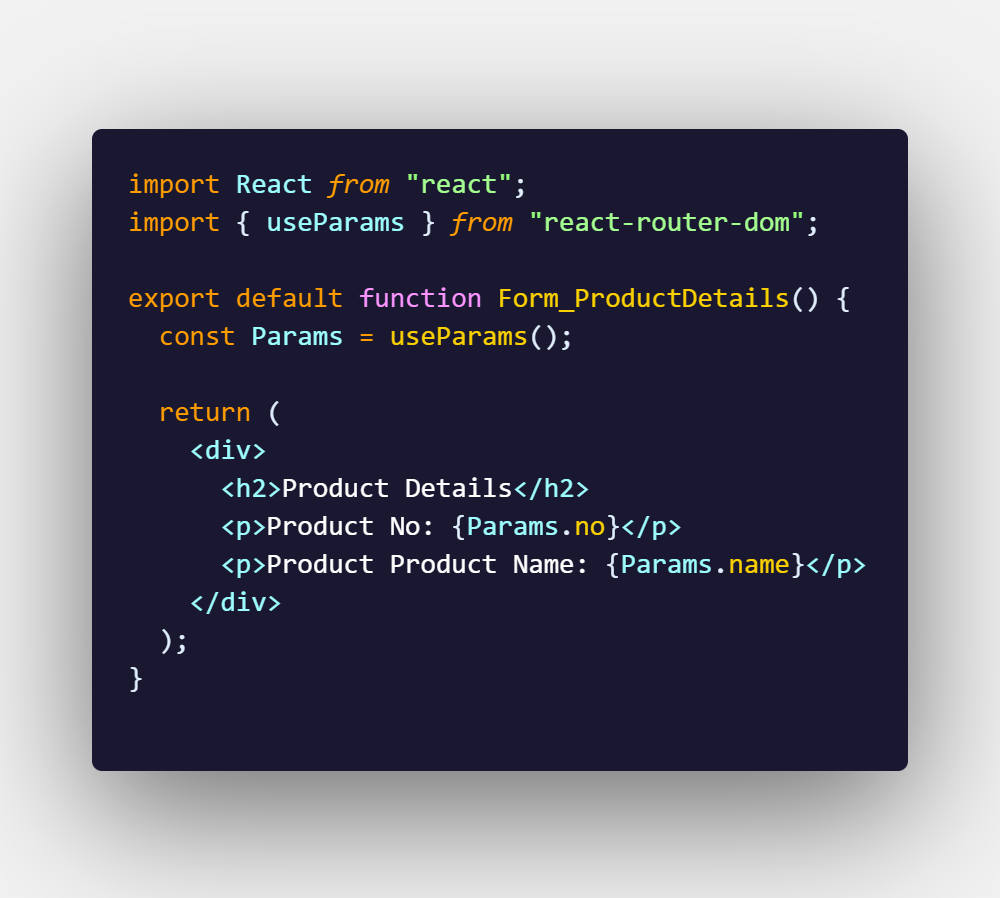 import React from "react";
import { useParams } from "react-router-dom";
export default function Form_ProductDetails() {
const Params = useParams();
return (
<div>
<h2>Product Details</h2>
<p>Product No: {Params.no}</p>
<p>Product Product Name: {Params.name}</p>
</div>
);
}